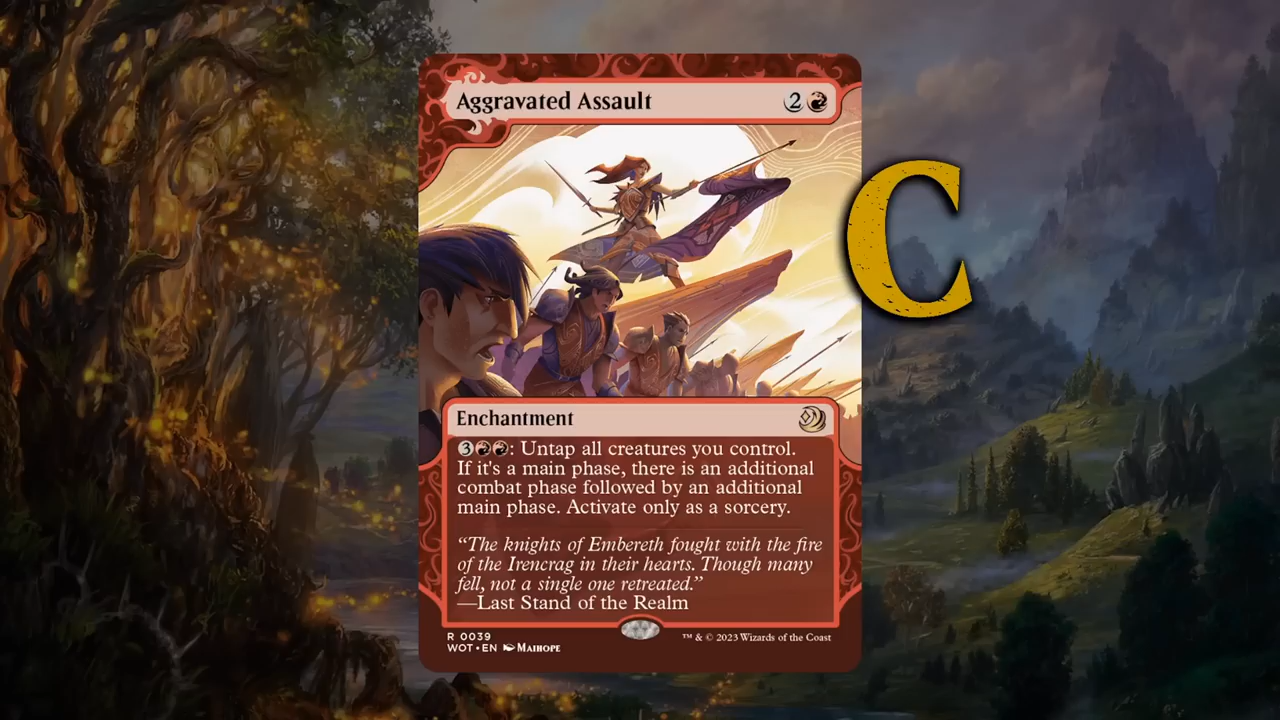 Aggravated Assault 2
C
Enchantment
3: Untap all creatures you control.
If it's a main phase, there is an additional
combat phase followed by an additional
main phase. Activate only as a sorcery.
“The knights of Embereth fought with the fire
of the Irencrag in their hearts. Though many
fell, not a single one retreated.”
—Last Stand of the Realm
R 0039
WOT • EN MAIHOPE
™ & © 2023 Wizards of the Coast